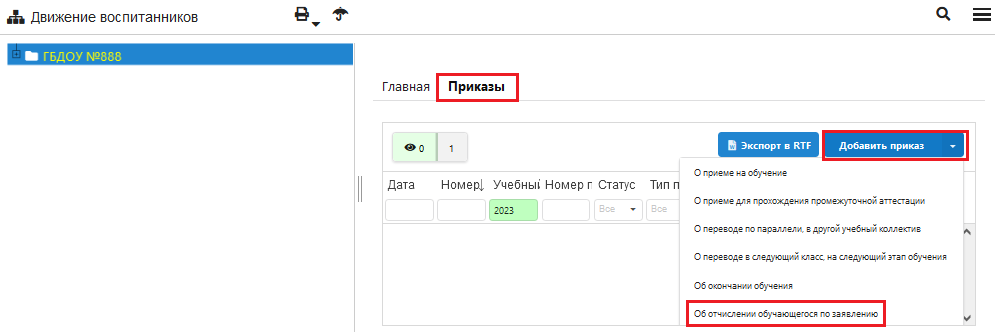 Движение воспитанников
ГБДОУ №888
Главная Приказы
0 1 Экспорт в RTF Добавить приказ
Дата Номер Учебный Номер п Статус Тип п
2023 Все Все
О приеме на обучение
О приеме для прохождения промежуточной аттестации
О переводе по параллели, в другой учебный коллектив
О переводе в следующий класс, на следующий этап обучения
Об окончании обучения
Об отчислении обучающегося по заявлению